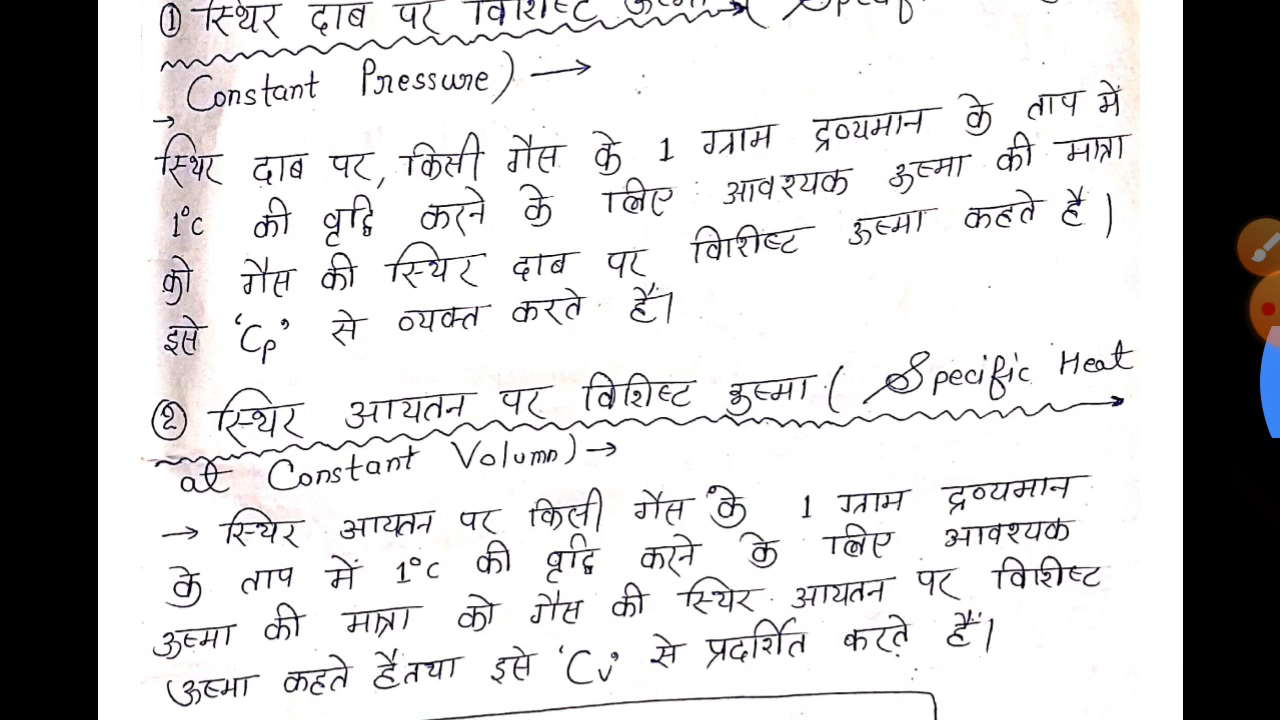 ① स्थिर दाब पर विशिष्ट ऊष्मा (
Constant Pressure) →
→
स्थिर दाब पर, किसी गैस के 1 ग्राम द्रव्यमान के ताप में
1°C की वृद्धि करने के लिए आवश्यक ऊष्मा की मात्रा
को गैस की स्थिर दाब पर विशिष्ट ऊष्मा कहते है |
इसे 'Cp' से व्यक्त करते हैं।
② स्थिर आयतन पर विशिष्ट ऊष्मा ( Specific Heat
at Constant Volumn) →
→ स्थिर आयतन पर किसी गैस के 1 ग्राम द्रव्यमान
के ताप में 1°C की वृद्धि करने के लिए आवश्यक
ऊष्मा की मात्रा को गैस की स्थिर आयतन पर विशिष्ट
ऊष्मा कहते हैं तथा इसे 'Cv' से प्रदर्शित करते हैं।